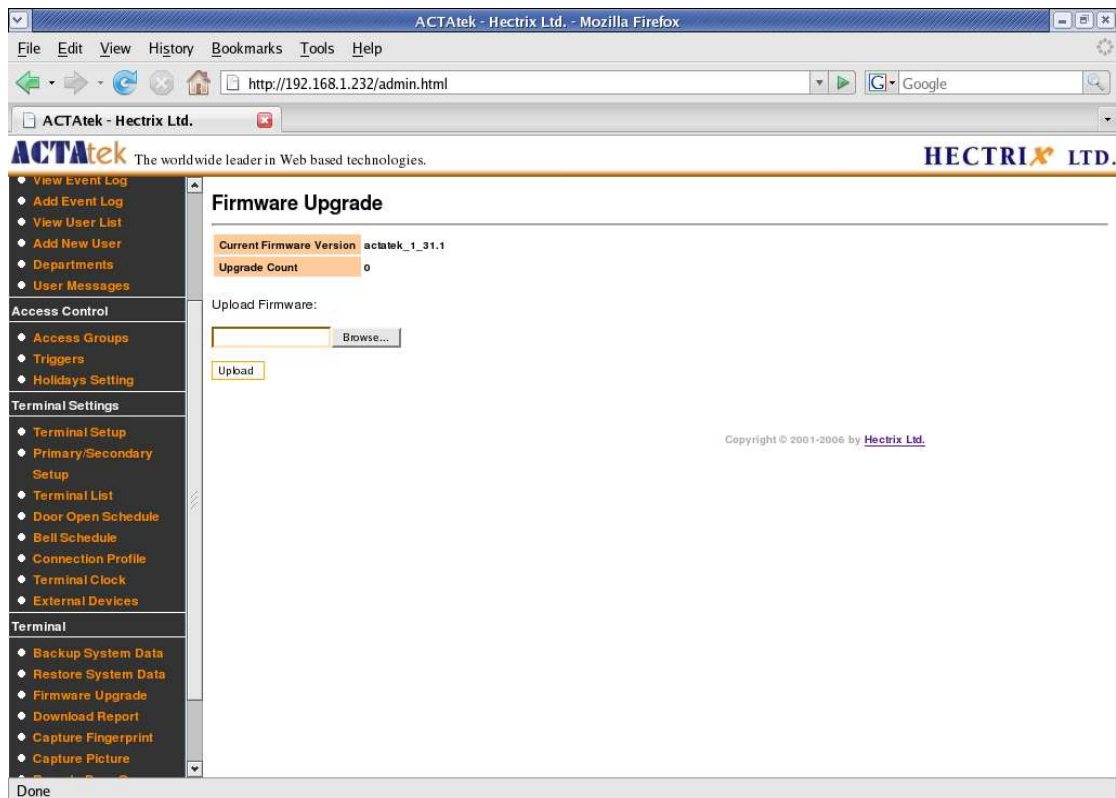 ACTAtek - Hectrix Ltd. - Mozilla Firefox
File Edit View History Bookmarks Tools Help
http://192.168.1.232/admin.html
G Google
ACTAtek - Hectrix Ltd.
ACTAtek The worldwide leader in Web based technologies.
HECTRIX LTD.
View Event Log
Add Event Log
View User List
Add New User
Departments
User Messages
Access Control
Access Groups
Triggers
Holidays Setting
Terminal Settings
Terminal Setup
Primary/Secondary
Setup
Terminal List
Door Open Schedule
Bell Schedule
Connection Profile
Terminal Clock
External Devices
Terminal
Backup System Data
Restore System Data
Firmware Upgrade
Download Report
Capture Fingerprint
Capture Picture
Firmware Upgrade
Current Firmware Version actatek_1_31.1
Upgrade Count 0
Upload Firmware:
Browse...
Upload
Copyright © 2001-2006 by Hectrix Ltd.
Done